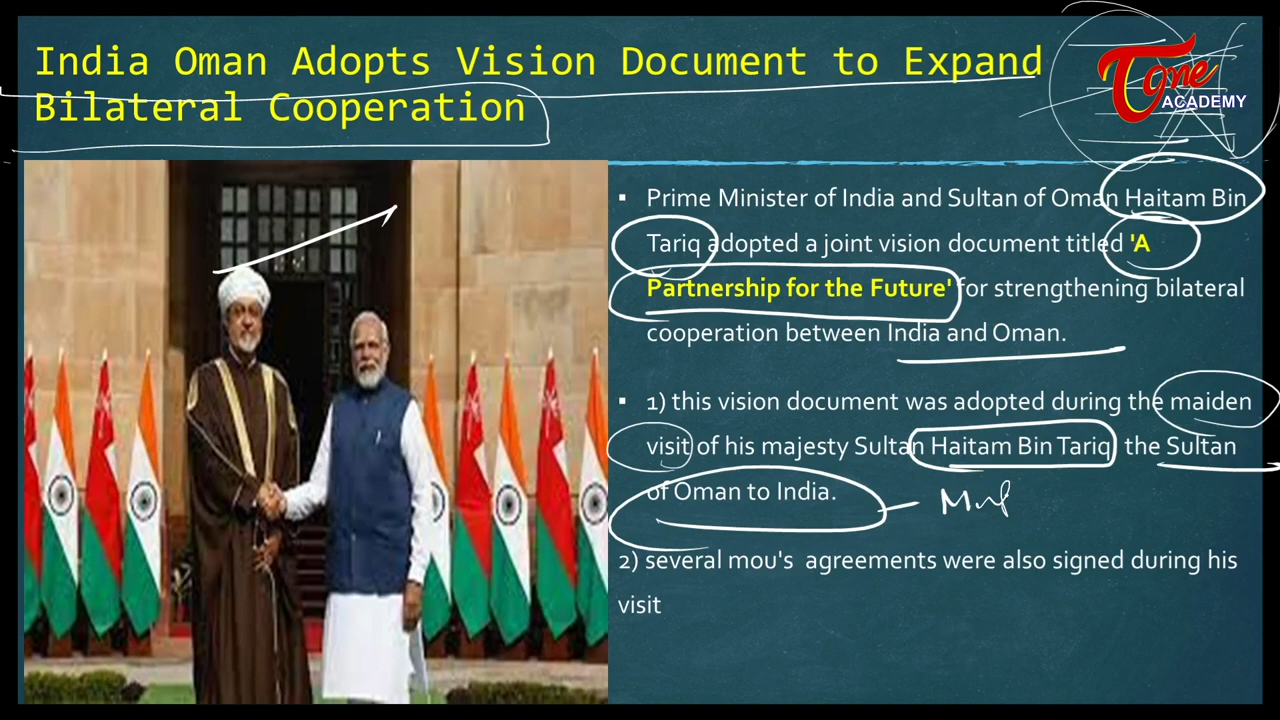 India Oman Adopts Vision Document to Expand
Bilateral Cooperation
Tone
ACADEMY
▪ Prime Minister of India and Sultan of Oman Haitam Bin
Tariq adopted a joint vision document titled 'A
Partnership for the Future' for strengthening bilateral
cooperation between India and Oman.
▪ 1) this vision document was adopted during the maiden
visit of his majesty Sultan Haitam Bin Tariq the Sultan
of Oman to India.
2) several mou's agreements were also signed during his
visit